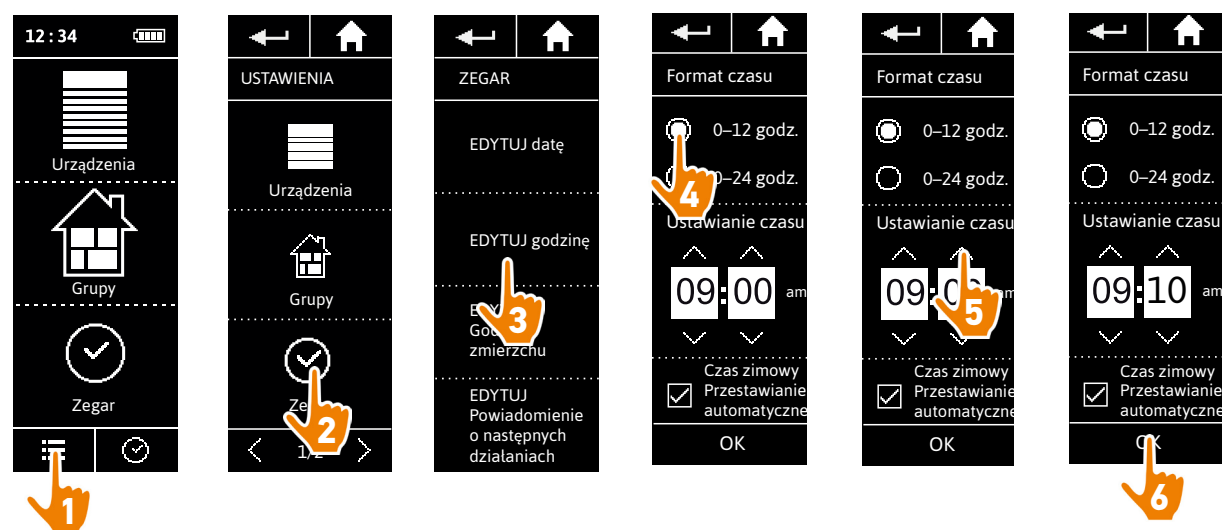 12:34
Urządzenia
Grupy
Zegar
1
USTAWIENIA
Urządzenia
Grupy
2
1/2
ZEGAR
EDYTUJ datę
EDYTUJ godzinę
3
zmierzchu
EDYTUJ
Powiadomienie
o następnych
działaniach
Format czasu
0–12 godz.
4
0–24 godz.
Ustawianie czasu
09:00 am
Czas zimowy
Przestawianie
automatyczne
OK
Format czasu
0–12 godz.
0–24 godz.
Ustawianie czasu
09:
5
Czas zimowy
Przestawianie
automatyczne
OK
Format czasu
0–12 godz.
0–24 godz.
Ustawianie czasu
09:10 am
Czas zimowy
Przestawianie
automatyczne
OK
6